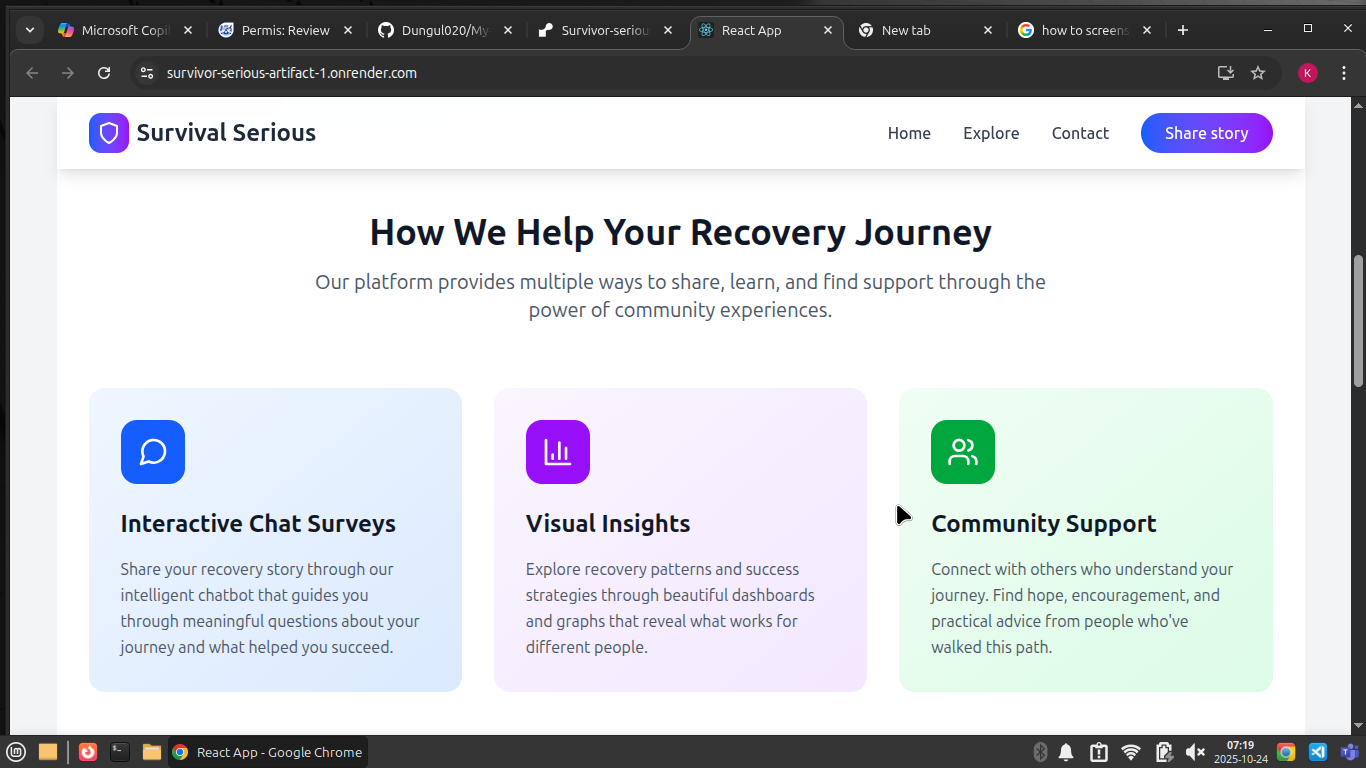 Microsoft Copil
Permis: Review
Dungul020/My
Survivor-seriou
React App
New tab
how to screens
survivor-serious-artifact-1.onrender.com
K
Survival Serious
Home
Explore
Contact
Share story
How We Help Your Recovery Journey
Our platform provides multiple ways to share, learn, and find support through the
power of community experiences.
Interactive Chat Surveys
Share your recovery story through our
intelligent chatbot that guides you
through meaningful questions about your
journey and what helped you succeed.
Visual Insights
Explore recovery patterns and success
strategies through beautiful dashboards
and graphs that reveal what works for
different people.
Community Support
Connect with others who understand your
journey. Find hope, encouragement, and
practical advice from people who've
walked this path.
React App - Google Chrome
07:19
2025-10-24